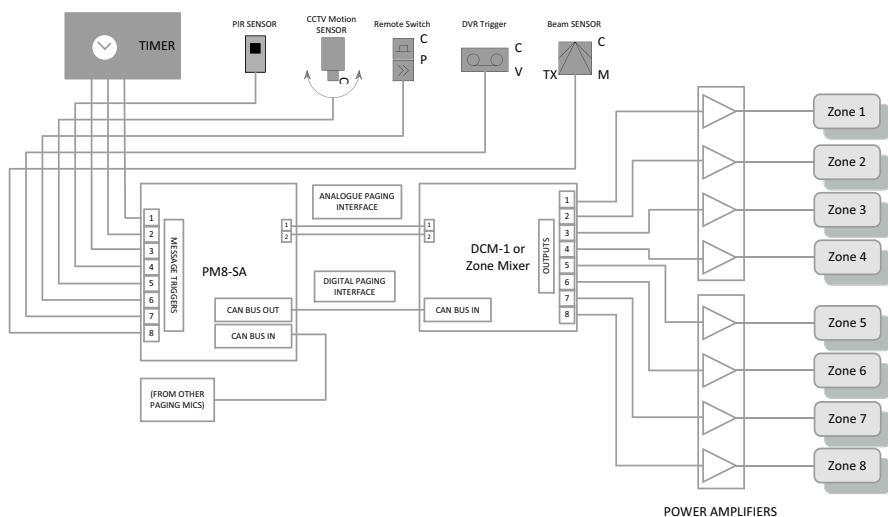 TIMER
PIR SENSOR
CCTV Motion
SENSOR
Remote Switch
C
P
DVR Trigger
C
V
Beam SENSOR
C
TX
M
Zone 1
Zone 2
Zone 3
Zone 4
Zone 5
Zone 6
Zone 7
Zone 8
1
2
3
4
5
6
7
8
MESSAGE TRIGGERS
PM8-SA
1
2
CAN BUS OUT
CAN BUS IN
ANALOGUE PAGING
INTERFACE
DIGITAL PAGING
INTERFACE
1
2
DCM-1 or
Zone Mixer
CAN BUS IN
OUTPUTS
1
2
3
4
5
6
7
8
(FROM OTHER
PAGING MICS)
POWER AMPLIFIERS